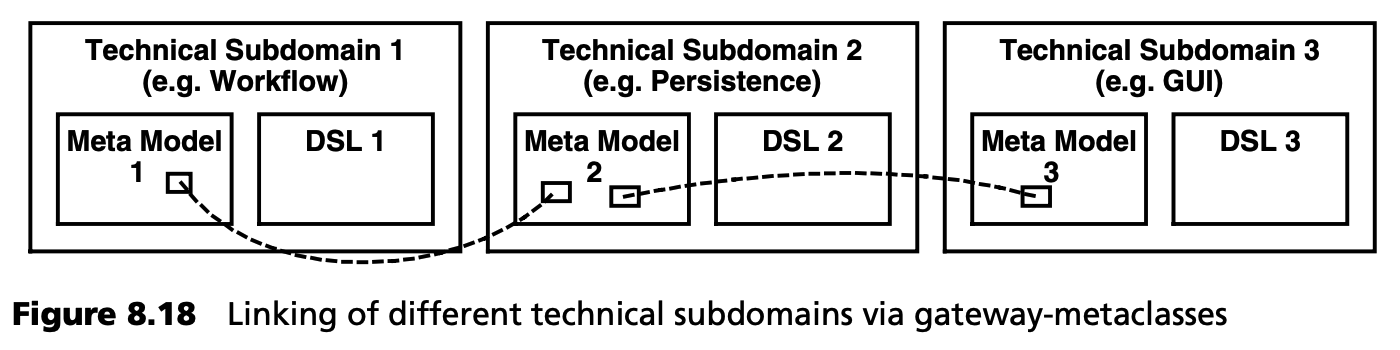 Technical Subdomain 1
(e.g. Workflow)
Meta Model
1
DSL 1
Technical Subdomain 2
(e.g. Persistence)
Meta Model
2
DSL 2
Technical Subdomain 3
(e.g. GUI)
Meta Model
3
DSL 3
Figure 8.18 Linking of different technical subdomains via gateway-metaclasses